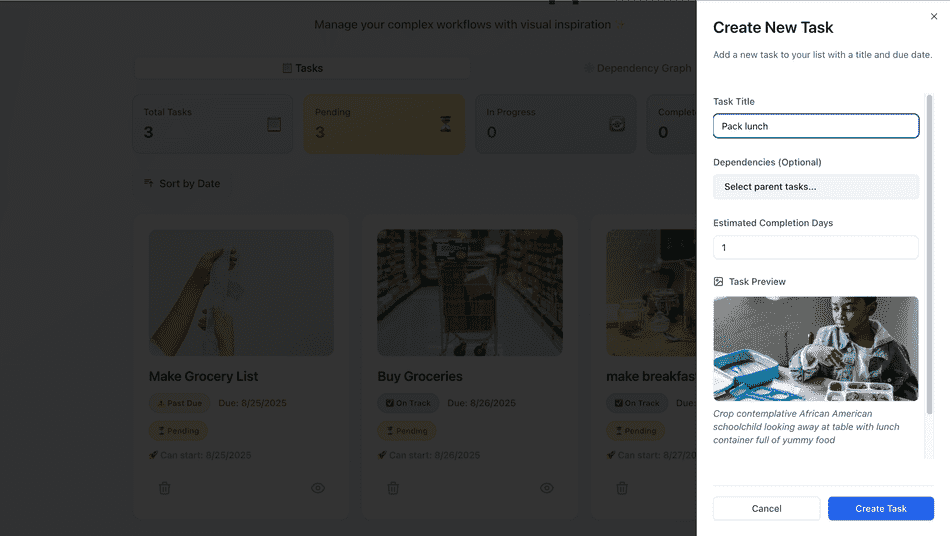 Manage your complex workflows with visual inspiration
Tasks
Dependency Graph
Total Tasks
3
Pending
3
In Progress
0
Complet
0
Sort by Date
Make Grocery List
Past Due
Due: 8/25/2025
Pending
Can start: 8/25/2025
Buy Groceries
On Track
Due: 8/26/2025
Pending
Can start: 8/26/2025
make breakfas
On Track
Due:
Pending
Can start: 8/27/20
Create New Task
Add a new task to your list with a title and due date.
Task Title
Pack lunch
Dependencies (Optional)
Select parent tasks...
Estimated Completion Days
1
Task Preview
Crop contemplative African American
schoolchild looking away at table with lunch
container full of yummy food
Cancel
Create Task